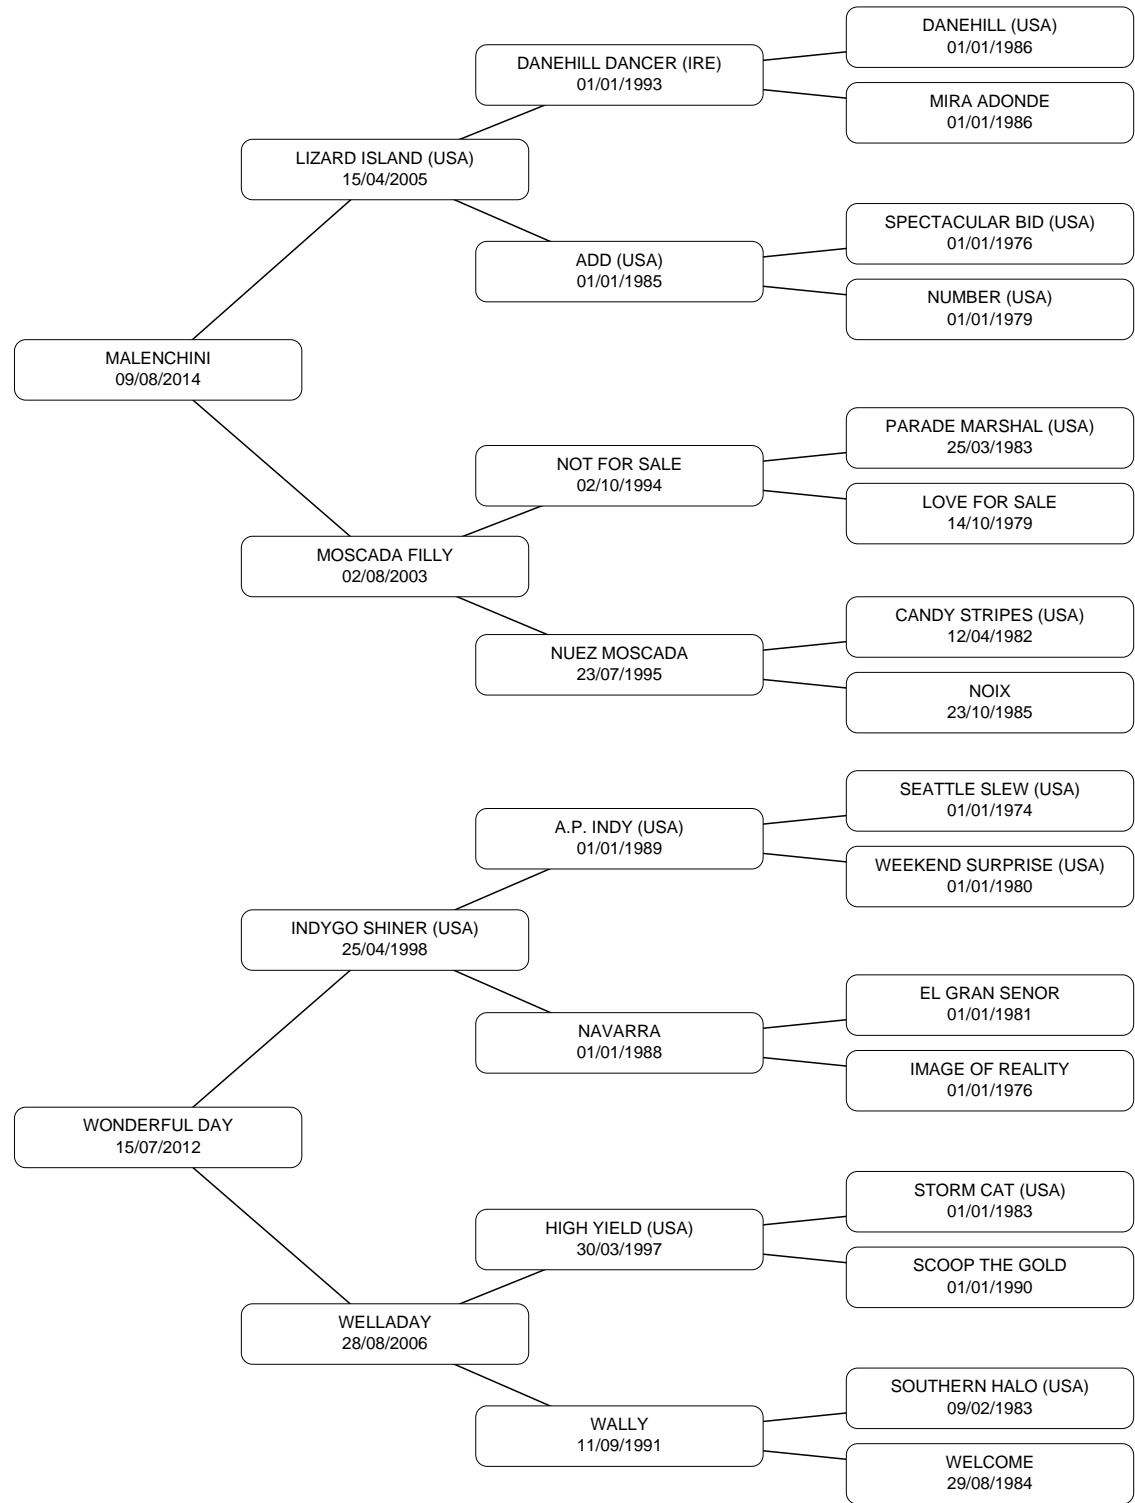 DANEHILL (USA)
01/01/1986
DANEHILL DANCER (IRE)
01/01/1993
MIRA ADONDE
01/01/1986
LIZARD ISLAND (USA)
15/04/2005
SPECTACULAR BID (USA)
01/01/1976
ADD (USA)
01/01/1985
NUMBER (USA)
01/01/1979
MALENCHINI
09/08/2014
PARADE MARSHAL (USA)
25/03/1983
NOT FOR SALE
02/10/1994
LOVE FOR SALE
14/10/1979
MOSCADA FILLY
02/08/2003
CANDY STRIPES (USA)
12/04/1982
NUEZ MOSCADA
23/07/1995
NOIX
23/10/1985
SEATTLE SLEW (USA)
01/01/1974
A.P. INDY (USA)
01/01/1989
WEEKEND SURPRISE (USA)
01/01/1980
INDYGO SHINER (USA)
25/04/1998
EL GRAN SENOR
01/01/1981
NAVARRA
01/01/1988
IMAGE OF REALITY
01/01/1976
WONDERFUL DAY
15/07/2012
STORM CAT (USA)
01/01/1983
HIGH YIELD (USA)
30/03/1997
SCOOP THE GOLD
01/01/1990
WELLADAY
28/08/2006
SOUTHERN HALO (USA)
09/02/1983
WALLY
11/09/1991
WELCOME
29/08/1984